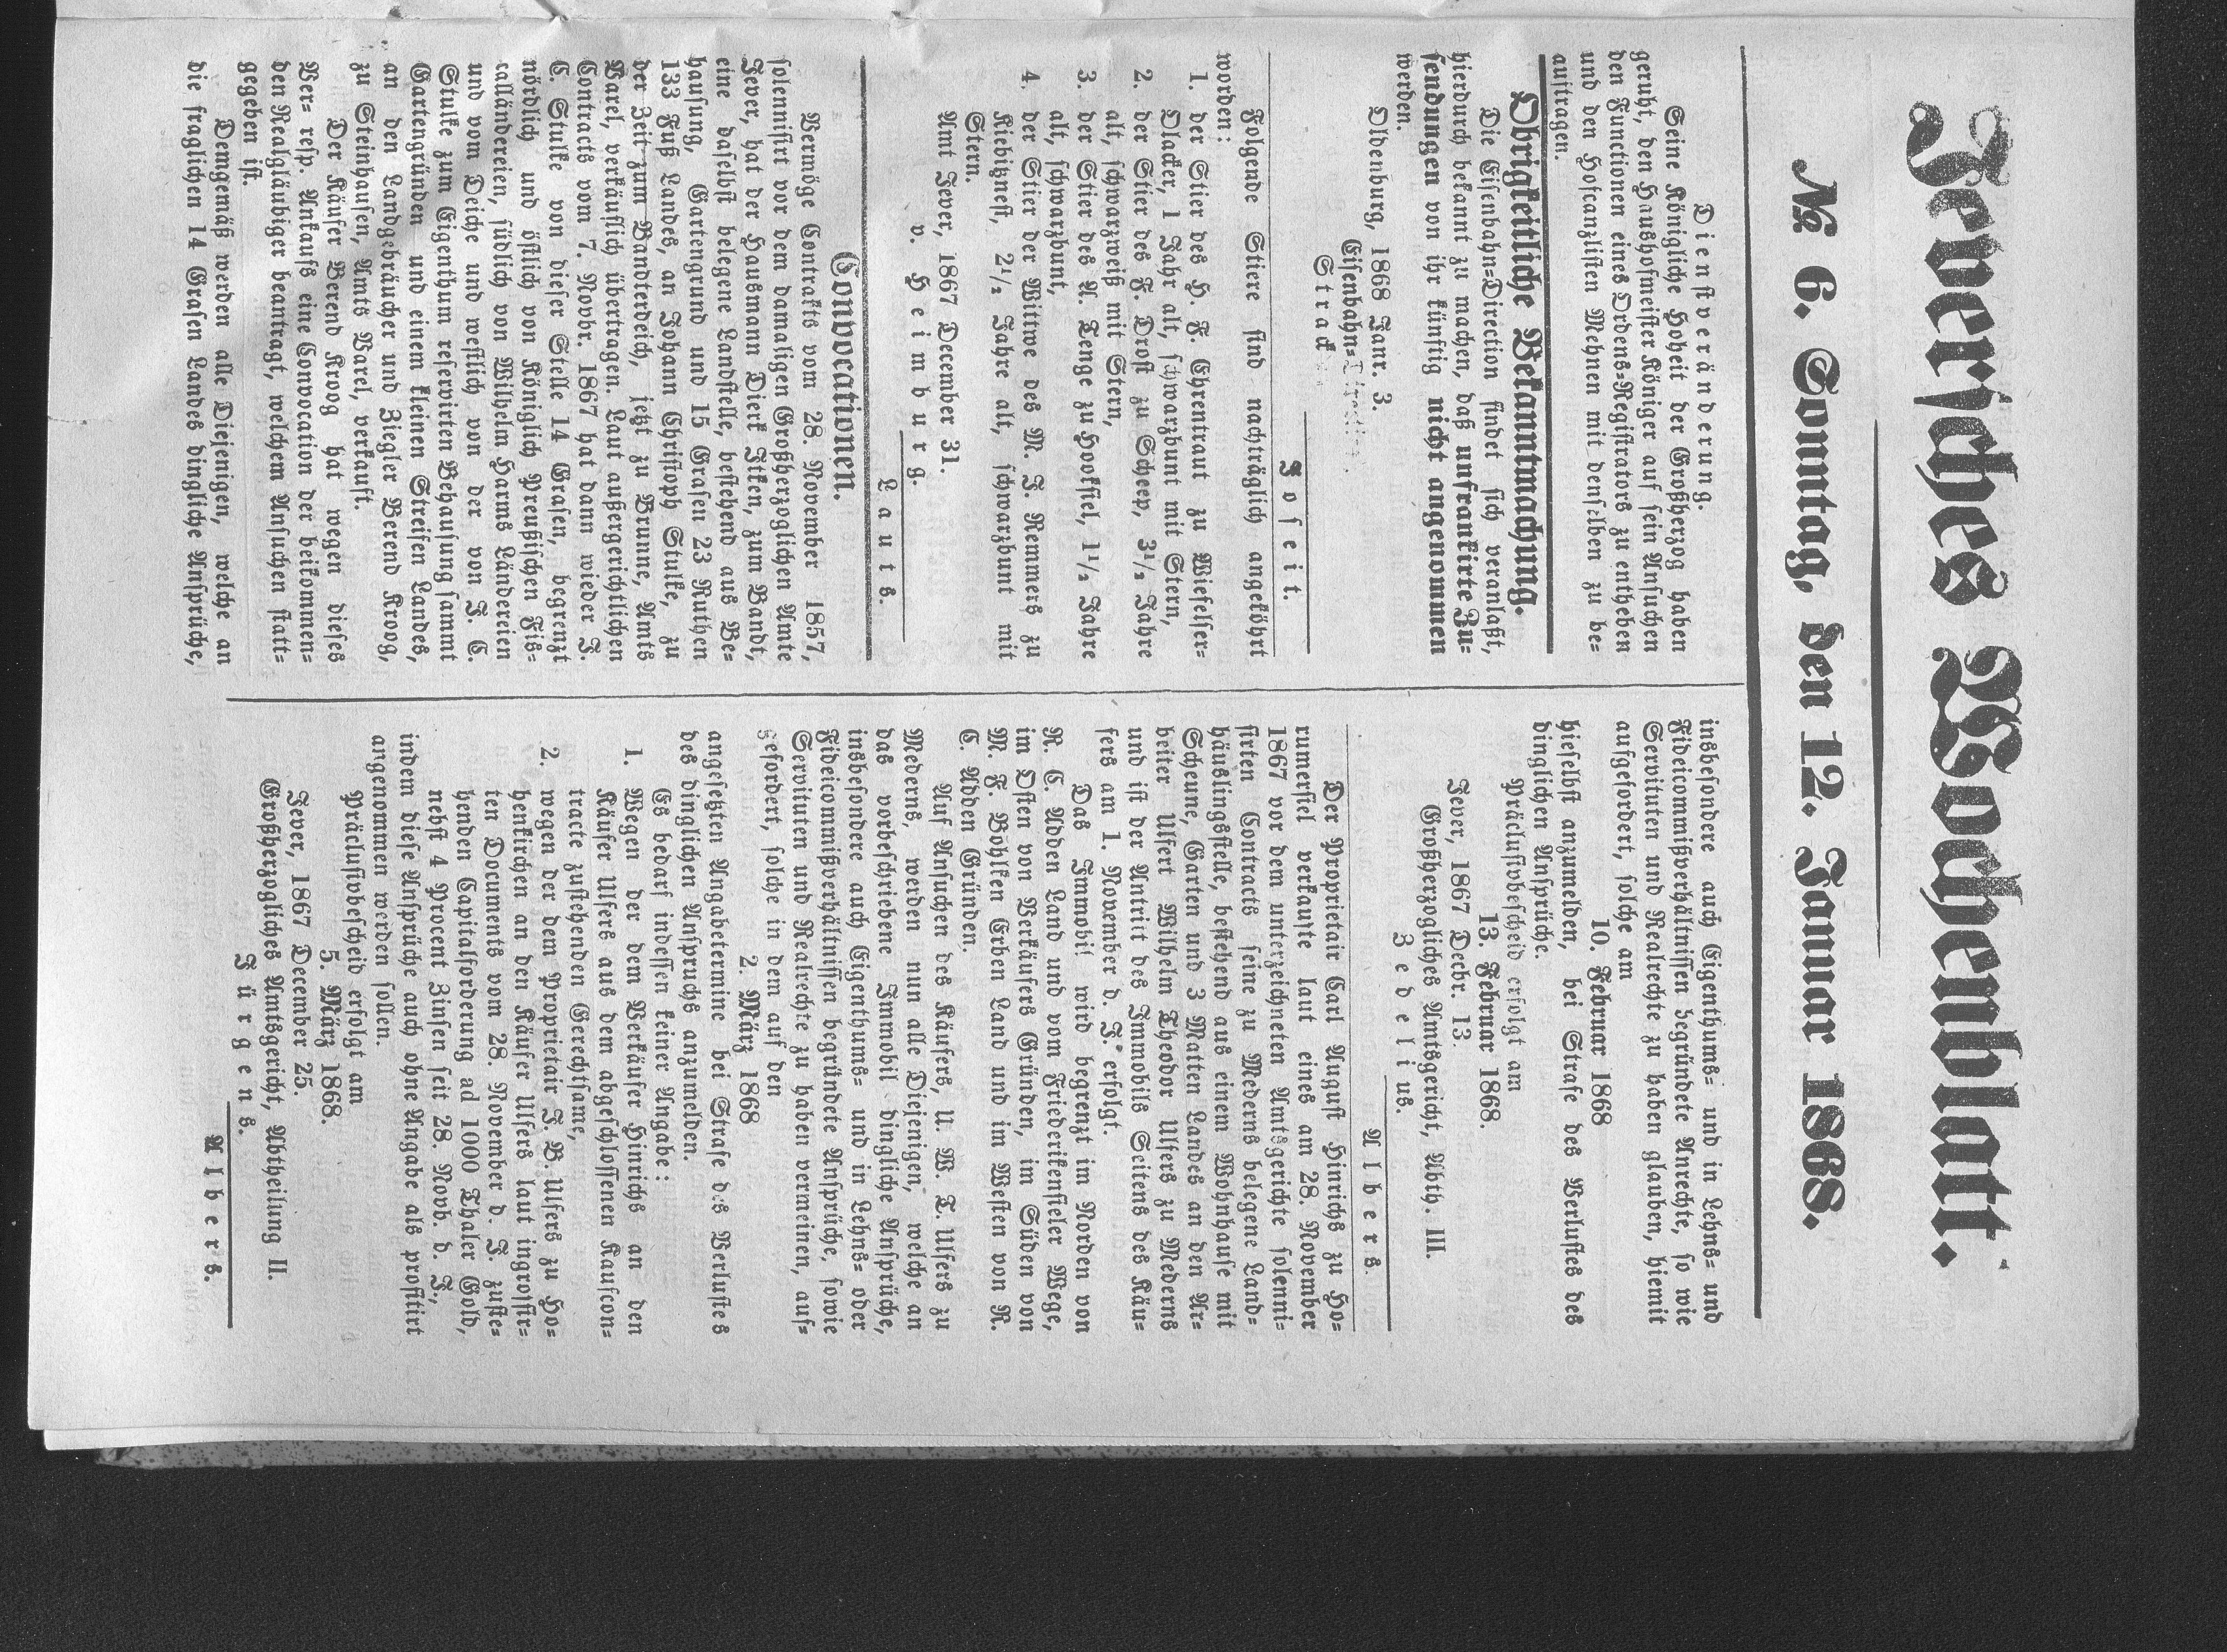 Jeversches Wochenblatt.
№ 6. Sonntag, den 12. Januar 1868.
Dienstveränderung.
Seine Königliche Hoheit der Großherzog haben
geruht, den Haushofmeister Königer auf sein Ansuchen
den Functionen eines Ordens-Registrators zu entheben
und den Hofcanzlisten Mehnen mit denselben zu be-
auftragen.
Obrigkeitliche Bekanntmachung.
Die Eisenbahn-Direction findet sich veranlaßt,
hierdurch bekannt zu machen, daß unfrankirte Zu-
sendungen von ihr künftig nicht angenommen
werden.
Oldenburg, 1868 Janr. 3.
Eisenbahn-Direction.
Strack
Hoseit.
Folgende Stiere sind nachträglich angeköhrt
worden:
1. der Stier des H. F. Ehrentraut zu Wieselser-
Olacker, 1 Jahr alt, schwarzbunt mit Stern,
2. der Stier des F. Drost zu Scheep, 3½ Jahre
alt, schwarzweiß mit Stern,
3. der Stier des A. Lenge zu Hooksiel, 1½ Jahre
alt, schwarzbunt,
4. der Stier der Wittwe des M. J. Remmers zu
Kiebitznest, 2½ Jahre alt, schwarzbunt mit
Stern.
Amt Jever, 1867 December 31.
v. Heimburg.
Lauts.
Convocationen.
Vermöge Contrakts vom 28. November 1857,
solennisirt vor dem damaligen Großherzoglichen Amte
Jever, hat der Hausmann Dierk Itken, zum Bandt,
eine daselbst belegene Landstelle, bestehend aus Be-
hausung, Gartengrund und 15 Grasen 23 Ruthen
133 Fuß Landes, an Johann Christoph Stulke, zu
der Zeit zum Banterdeich, jetzt zu Brunne, Amts
Varel, verkäuflich übertragen. Laut außergerichtlichen
Contracts vom 7. Novbr. 1867 hat dann wieder J.
C. Stulke von dieser Stelle 14 Grasen, begrenzt
nördlich und östlich von Königlich Preußischen Fis-
calländereien, südlich von Wilhelm Harms Ländereien
und vom Deiche und westlich von der von J. C.
Stulke zum Eigenthum reservirten Behausung sammt
Gartengründen und einem kleinen Streifen Landes,
an den Landgebräucher und Ziegler Berend Kroog,
zu Steinhausen, Amts Varel, verkauft.
Der Käufer Berend Kroog hat wegen dieses
Ver- resp. Ankaufs eine Convocation der beikommen-
den Realgläubiger beantragt, welchem Ansuchen statt-
gegeben ist.
Demgemäß werden alle Diejenigen, welche an
die fraglichen 14 Grasen Landes dingliche Ansprüche,
insbesondere auch Eigenthums- und in Lehns- und
Fideicommißverhältnissen begründete Anrechte, so wie
Servituten und Realrechte zu haben glauben, hiemit
aufgefordert, solche am
10. Februar 1868
hieselbst anzumelden, bei Strafe des Verlustes des
dinglichen Ansprüche.
Präclusivbescheid erfolgt am
13. Februar 1868.
Jever, 1867 Decbr. 13.
Großherzogliches Amtsgericht, Abth. III.
Zedelius.
Albers.
Der Proprietair Carl August Hinrichs zu Ho-
rumersiel verkaufte laut eines am 28. November
1867 vor dem unterzeichneten Amtsgerichte solenni-
sirten Contracts seine zu Mederns belegene Land-
häuslingsstelle, bestehend aus einem Wohnhause mit
Scheune, Garten und 3 Matten Landes an den Ar-
beiter Ulfert Wilhelm Theodor Ulfers zu Mederns
und ist der Antritt des Immobils Seitens des Käu-
fers am 1. November d. J. erfolgt.
Das Immobil wird begrenzt im Norden von
R. C. Adden Land und vom Friederikensieler Wege,
im Osten von Verkäufers Gründen, im Süden von
M. F. Boylken Erben Land und im Westen von R.
C. Adden Gründen.
Auf Ansuchen des Käufers, U. W. T. Ulfers zu
Mederns, werden nun alle Diejenigen, welche an
das vorbeschriebene Immobil dingliche Ansprüche,
insbesondere auch Eigenthums- und in Lehns- oder
Fideicommißverhältnissen begründete Ansprüche, sowie
Servituten und Realrechte zu haben vermeinen, auf-
gefordert, solche in dem auf den
2. März 1868
angesetzten Angabetermine bei Strafe des Verlustes
des dinglichen Anspruchs anzumelden.
Es bedarf indessen keiner Angabe:
1. Wegen der dem Verkäufer Hinrichs an den
Käufer Ulfers aus dem abgeschlossenen Kaufcon-
tracte zustehenden Gerechtsame,
2. wegen der dem Proprietair J. B. Ulfers zu Ho-
henkirchen an den Käufer Ulfers laut ingrossir-
ten Documents vom 28. November d. J. zuste-
henden Capitalforderung ad 1000 Thaler Gold,
nebst 4 Procent Zinsen seit 28. Novb. d. J.,
indem diese Ansprüche auch ohne Angabe als profitirt
angenommen werden sollen.
Präclusivbescheid erfolgt am
5. März 1868.
Jever, 1867 December 25.
Großherzogliches Amtsgericht, Abtheilung II.
Jürgens.
Albers.